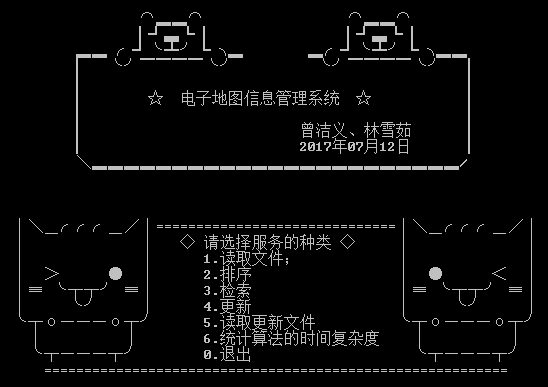 ☆ 电子地图信息管理系统 ☆
曾洁义、林雪茹
2017年07月12日
◇ 请选择服务的种类 ◇
1.读取文件;
2.排序
3.检索
4.更新
5.读取更新文件
6.统计算法的时间复杂度
0.退出